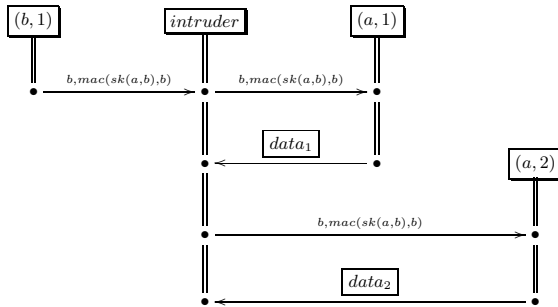 (b, 1)
intruder
(a, 1)
b,mac(sk(a,b),b)
b,mac(sk(a,b),b)
data₁
(a, 2)
b,mac(sk(a,b),b)
data₂